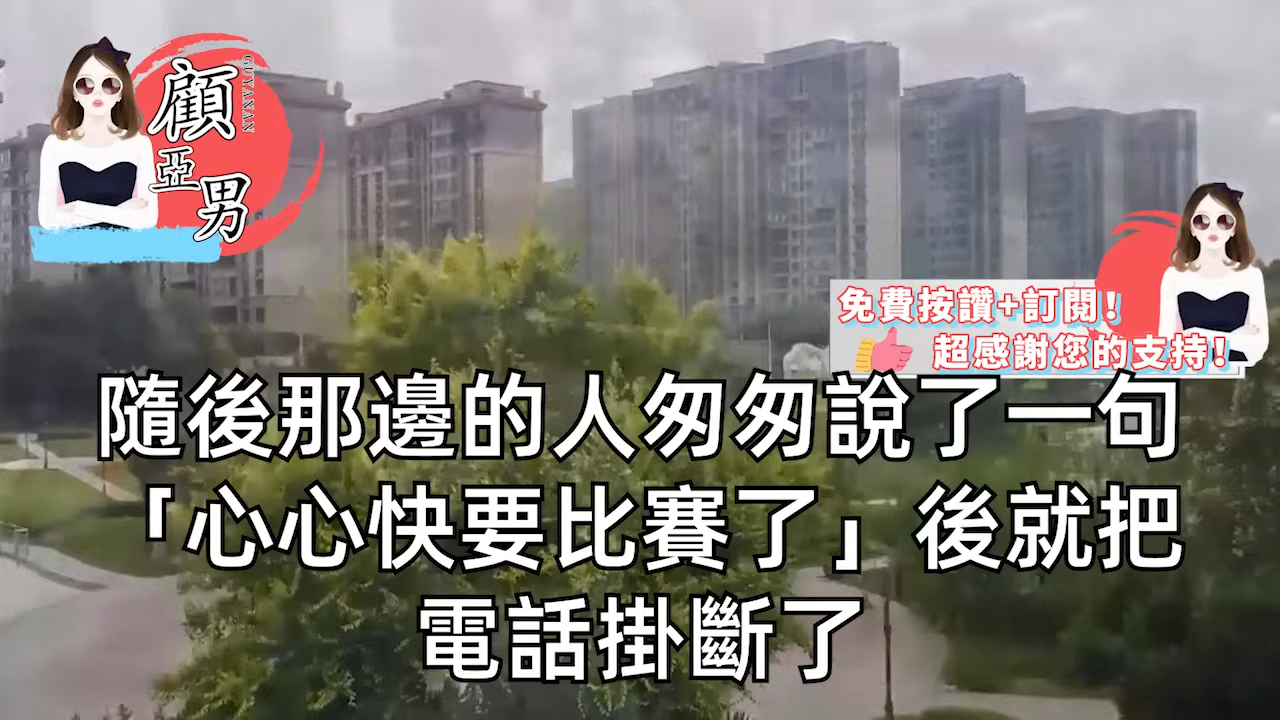 顧亞男
GUYANAN
免費按讚+訂閱!
超感謝您的支持!
隨後那邊的人匆匆說了一句
「心心快要比賽了」後就把
電話掛斷了